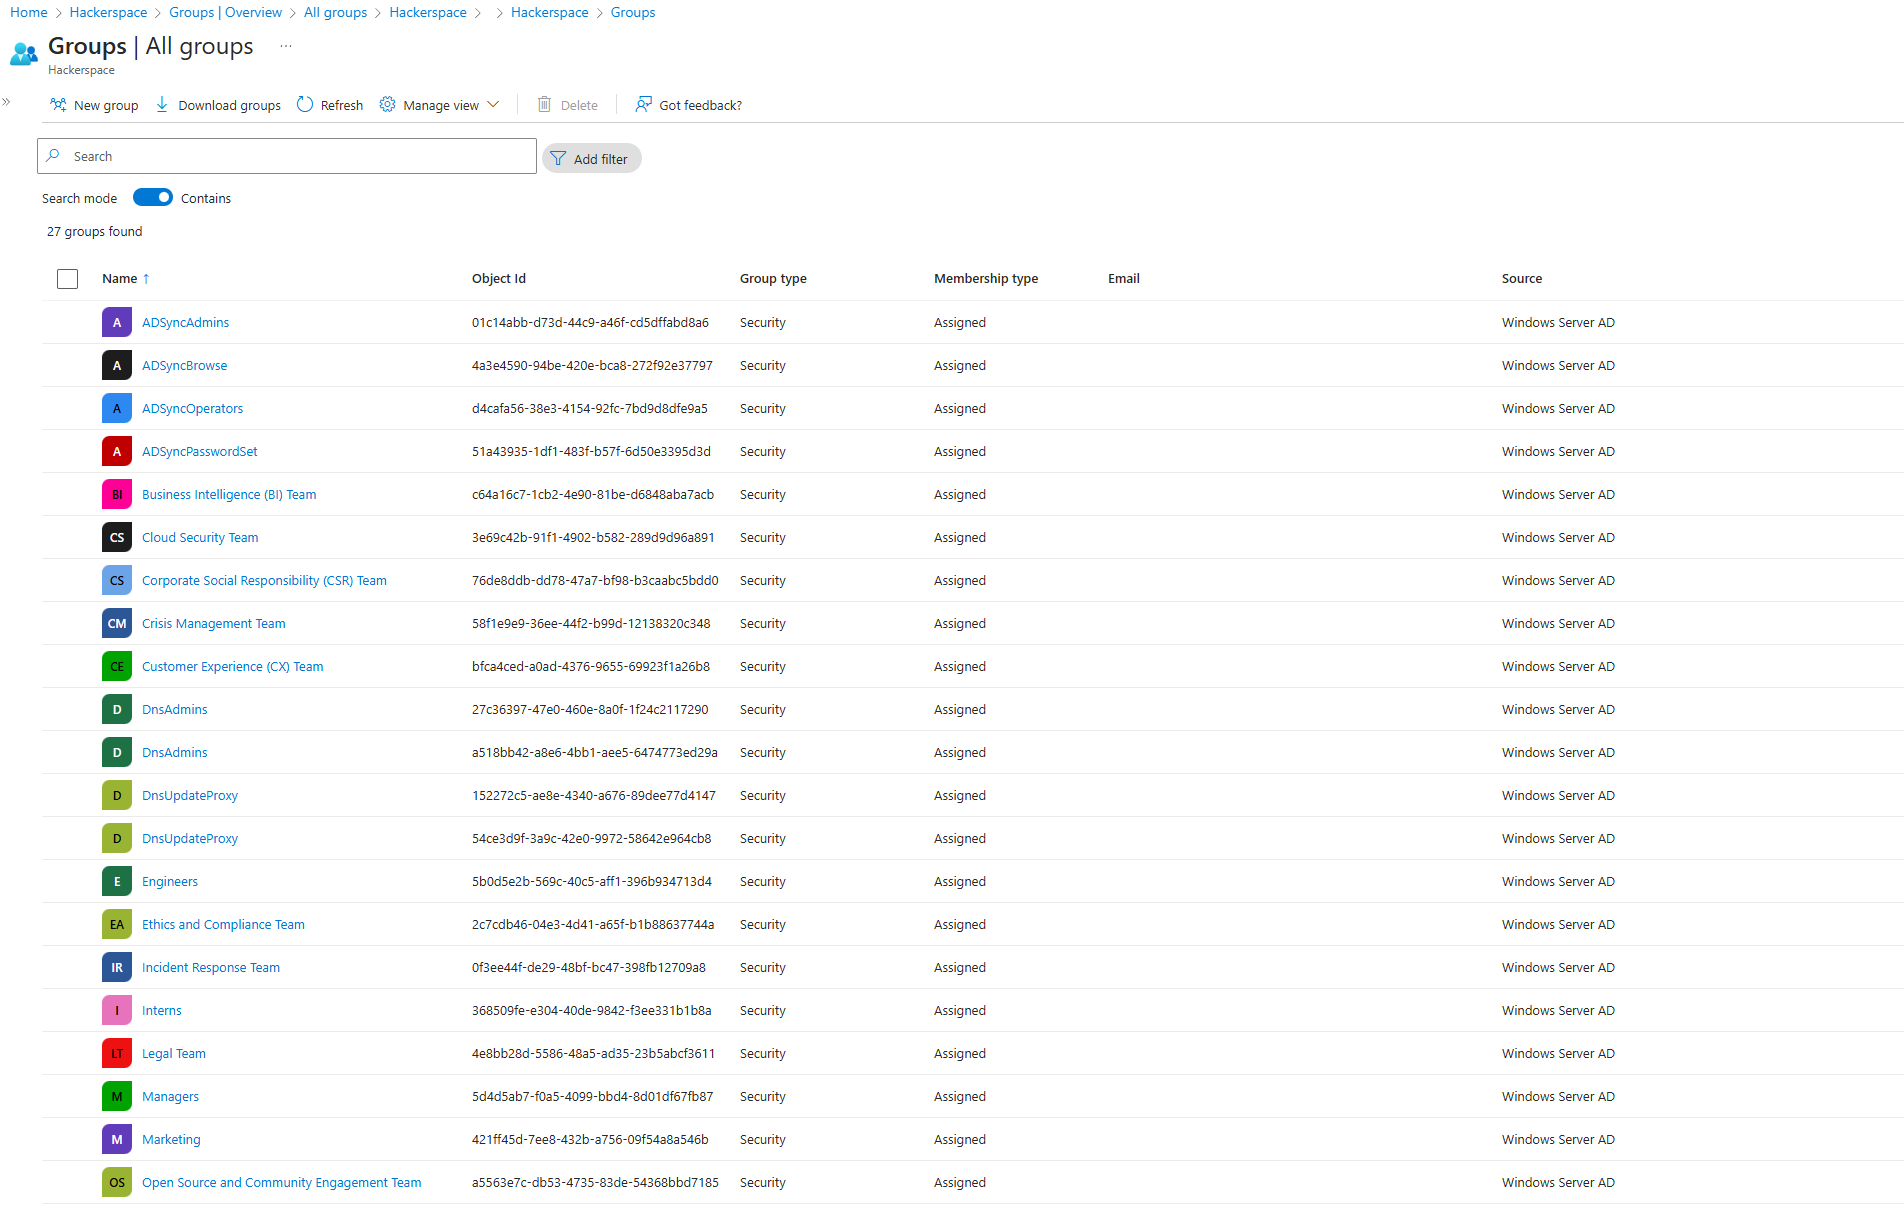 Home > Hackerspace > Groups | Overview > All groups > Hackerspace > > Hackerspace > Groups
Groups | All groups ...
Hackerspace
» New group Download groups Refresh Manage view Delete Got feedback?
Search Add filter
Search mode Contains
27 groups found
Name ↑ Object Id Group type Membership type Email Source
A ADSyncAdmins 01c14abb-d73d-44c9-a46f-cd5dffabd8a6 Security Assigned Windows Server AD
A ADSyncBrowse 4a3e4590-94be-420e-bca8-272f92e37797 Security Assigned Windows Server AD
A ADSyncOperators d4cafa56-38e3-4154-92fc-7bd9d8dfe9a5 Security Assigned Windows Server AD
A ADSyncPasswordSet 51a43935-1df1-483f-b57f-6d50e3395d3d Security Assigned Windows Server AD
BI Business Intelligence (BI) Team c64a16c7-1cb2-4e90-81be-d6848aba7acb Security Assigned Windows Server AD
CS Cloud Security Team 3e69c42b-91f1-4902-b582-289d9d96a891 Security Assigned Windows Server AD
CS Corporate Social Responsibility (CSR) Team 76de8ddb-dd78-47a7-bf98-b3caabc5bdd0 Security Assigned Windows Server AD
CM Crisis Management Team 58f1e9e9-36ee-44f2-b99d-12138320c348 Security Assigned Windows Server AD
CE Customer Experience (CX) Team bfca4ced-a0ad-4376-9655-69923f1a26b8 Security Assigned Windows Server AD
D DnsAdmins 27c36397-47e0-460e-8a0f-1f24c2117290 Security Assigned Windows Server AD
D DnsAdmins a518bb42-a8e6-4bb1-aee5-6474773ed29a Security Assigned Windows Server AD
D DnsUpdateProxy 152272c5-ae8e-4340-a676-89dee77d4147 Security Assigned Windows Server AD
D DnsUpdateProxy 54ce3d9f-3a9c-42e0-9972-58642e964cb8 Security Assigned Windows Server AD
E Engineers 5b0d5e2b-569c-40c5-aff1-396b934713d4 Security Assigned Windows Server AD
EA Ethics and Compliance Team 2c7cdb46-04e3-4d41-a65f-b1b88637744a Security Assigned Windows Server AD
IR Incident Response Team 0f3ee44f-de29-48bf-bc47-398fb12709a8 Security Assigned Windows Server AD
I Interns 368509fe-e304-40de-9842-f3ee331b1b8a Security Assigned Windows Server AD
LT Legal Team 4e8bb28d-5586-48a5-ad35-23b5abcf3611 Security Assigned Windows Server AD
M Managers 5d4d5ab7-f0a5-4099-bbd4-8d01df67fb87 Security Assigned Windows Server AD
M Marketing 421ff45d-7ee8-432b-a756-09f54a8a546b Security Assigned Windows Server AD
OS Open Source and Community Engagement Team a5563e7c-db53-4735-83de-54368bbd7185 Security Assigned Windows Server AD